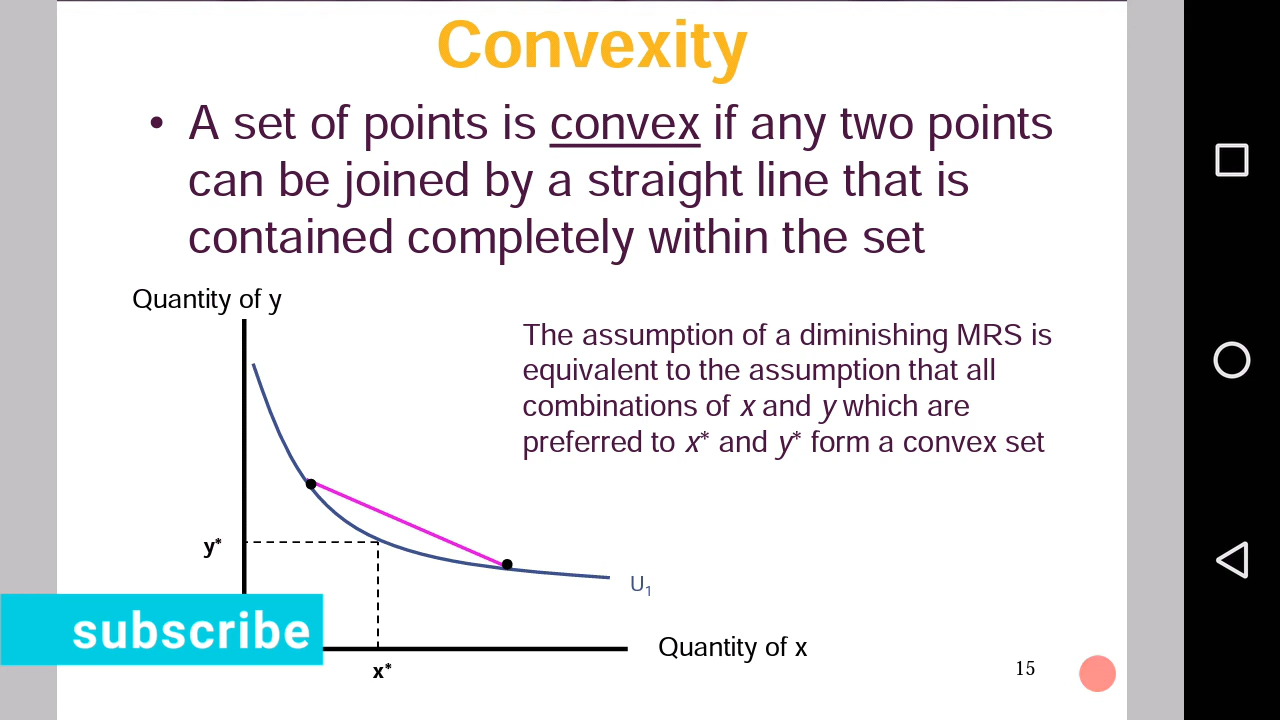 Convexity
• A set of points is convex if any two points
can be joined by a straight line that is
contained completely within the set
Quantity of y
The assumption of a diminishing MRS is
equivalent to the assumption that all
combinations of x and y which are
preferred to x* and y* form a convex set
y*
U1
subscribe
Quantity of x
x*
15